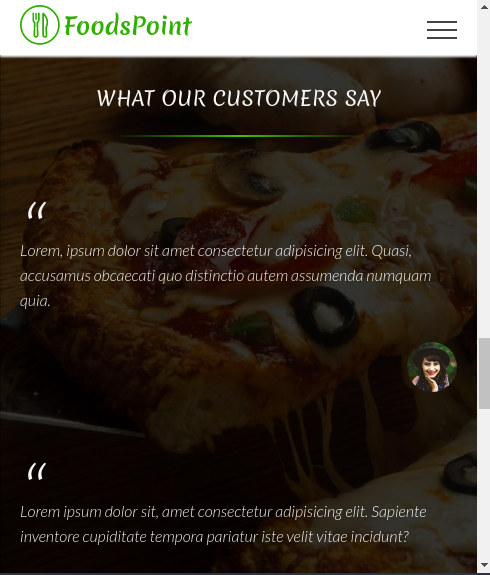 FoodsPoint
WHAT OUR CUSTOMERS SAY
“
Lorem, ipsum dolor sit amet consectetur adipisicing elit. Quasi,
accusamus obcaecati quo distinctio autem assumenda numquam
quia.
“
Lorem ipsum dolor sit, amet consectetur adipisicing elit. Sapiente
inventore cupiditate tempora pariatur iste velit vitae incidunt?